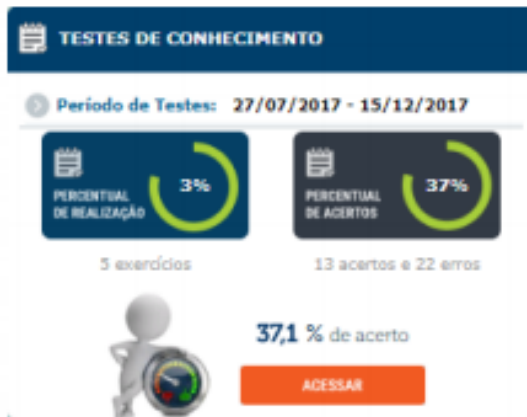 TESTES DE CONHECIMENTO
Período de Testes: 27/07/2017 - 15/12/2017
PERCENTUAL
DE REALIZAÇÃO
3%
PERCENTUAL
DE ACERTOS
37%
5 exercícios
13 acertos e 22 erros
37,1 % de acerto
ACESSAR